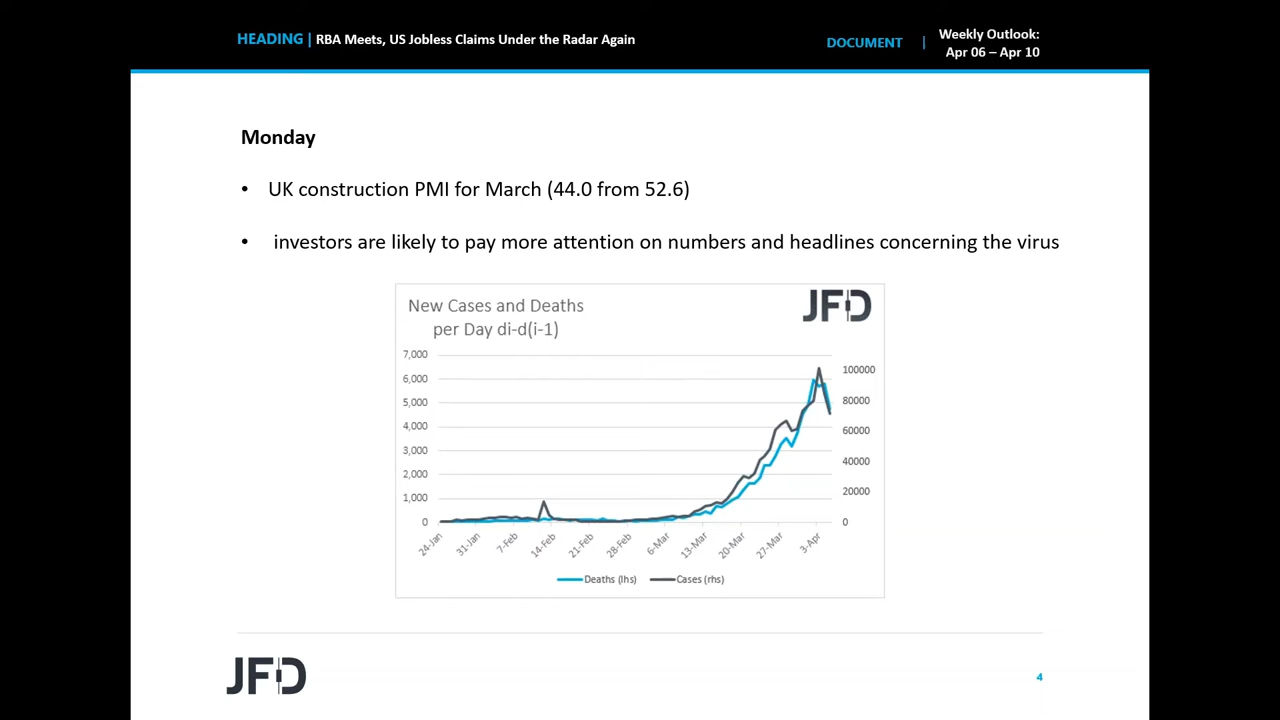 HEADING | RBA Meets, US Jobless Claims Under the Radar Again
DOCUMENT | Weekly Outlook:
Apr 06 – Apr 10
Monday
• UK construction PMI for March (44.0 from 52.6)
• investors are likely to pay more attention on numbers and headlines concerning the virus
New Cases and Deaths
per Day di-d(i-1)
JFD
7,000
6,000
5,000
4,000
3,000
2,000
1,000
0
100000
80000
60000
40000
20000
0
24-Jan
31-Jan
7-Feb
14-Feb
21-Feb
28-Feb
6-Mar
13-Mar
20-Mar
27-Mar
3-Apr
Deaths (lhs) Cases (rhs)
JFD
4